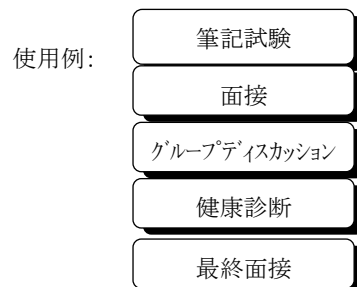 使用例:
筆記試験
面接
グループディスカッション
健康診断
最終面接